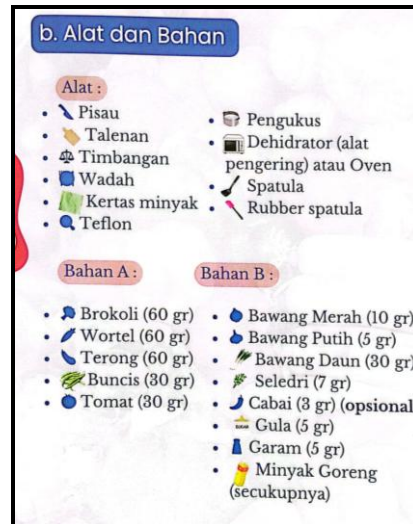 b. Alat dan Bahan
Alat :
• Pisau
• Talenan
• Timbangan
• Wadah
• Kertas minyak
• Teflon
• Pengukus
• Dehidrator (alat
pengering) atau Oven
• Spatula
• Rubber spatula
Bahan A :
• Brokoli (60 gr)
• Wortel (60 gr)
• Terong (60 gr)
• Buncis (30 gr)
• Tomat (30 gr)
Bahan B :
• Bawang Merah (10 gr)
• Bawang Putih (5 gr)
• Bawang Daun (30 gr)
• Seledri (7 gr)
• Cabai (3 gr) (opsional
• Gula (5 gr)
• Garam (5 gr)
• Minyak Goreng
(secukupnya)